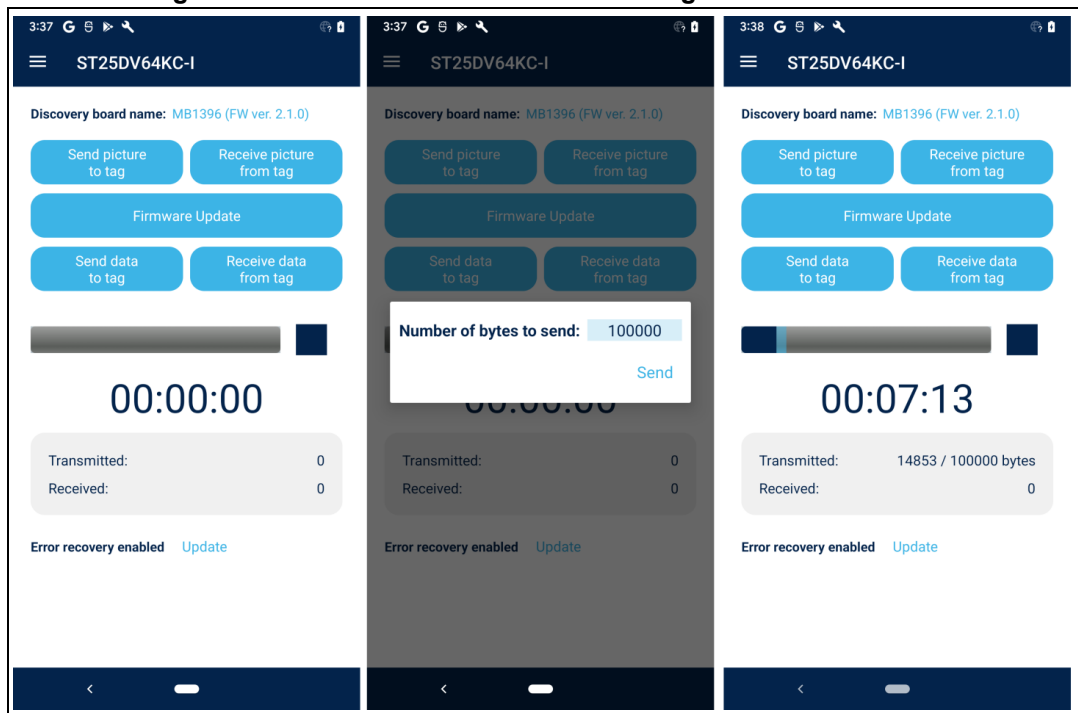 3:37 G
ST25DV64KC-I
Discovery board name: MB1396 (FW ver. 2.1.0)
Send picture
to tag
Receive picture
from tag
Firmware Update
Send data
to tag
Receive data
from tag
00:00:00
Transmitted: 0
Received: 0
Error recovery enabled Update
3:37 G
ST25DV64KC-I
Discovery board name: MB1396 (FW ver. 2.1.0)
Send picture
to tag
Receive picture
from tag
Firmware Update
Send data
to tag
Receive data
from tag
Number of bytes to send: 100000
Send
Transmitted: 0
Received: 0
Error recovery enabled Update
3:38 G
ST25DV64KC-I
Discovery board name: MB1396 (FW ver. 2.1.0)
Send picture
to tag
Receive picture
from tag
Firmware Update
Send data
to tag
Receive data
from tag
00:07:13
Transmitted: 14853 / 100000 bytes
Received: 0
Error recovery enabled Update